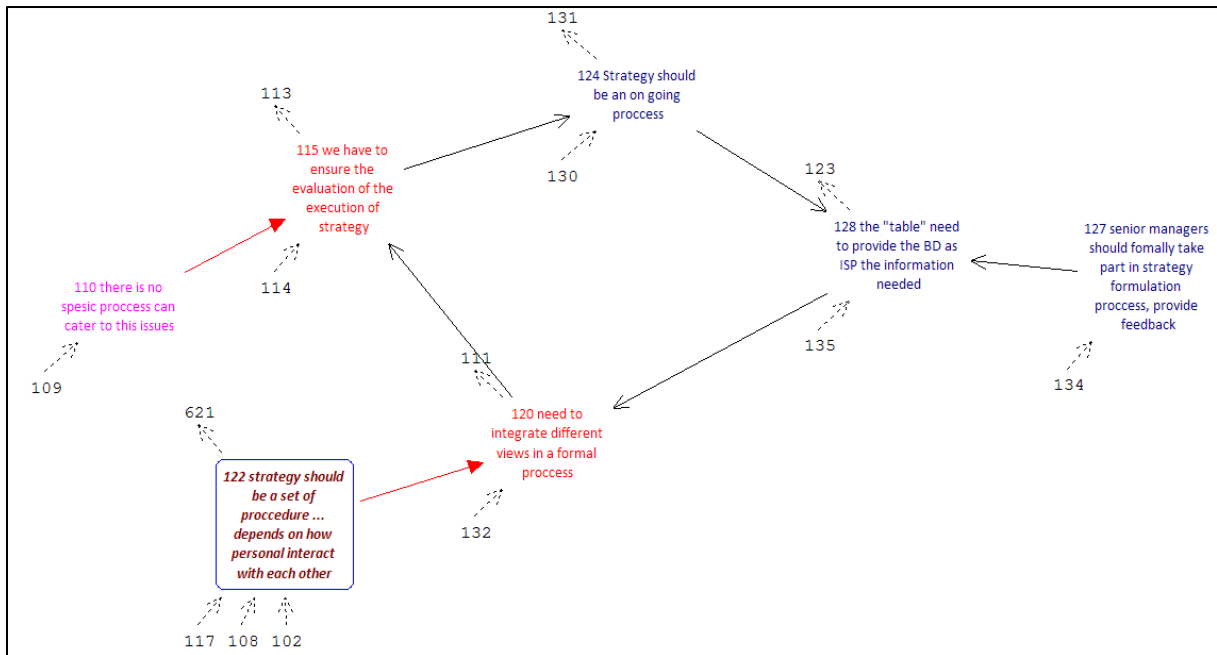 131
124 Strategy should
be an on going
proccess
113
115 we have to
ensure the
evaluation of the
execution of
strategy
130
123
128 the "table" need
to provide the BD as
ISP the information
needed
127 senior managers
should fomally take
part in strategy
formulation
proccess, provide
feedback
110 there is no
spesic proccess can
cater to this issues
114
109
111
135
134
120 need to
integrate different
views in a formal
proccess
621
122 strategy should
be a set of
proccedure ...
depends on how
personal interact
with each other
132
117
108
102